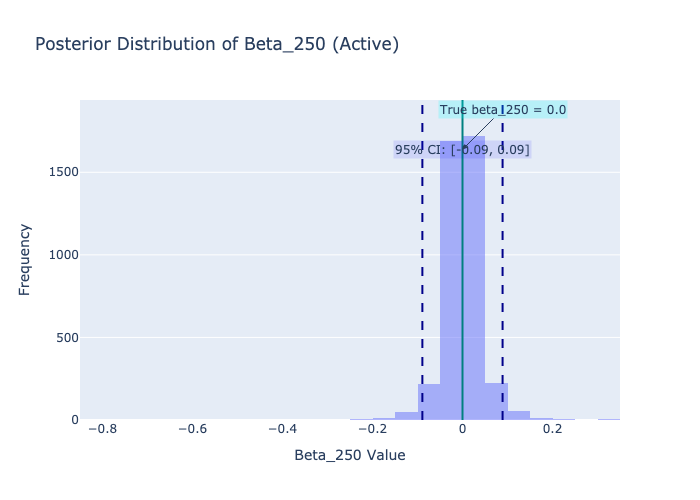 Posterior Distribution of Beta_250 (Active)
True beta_250 = 0.0
95% CI: [-0.09, 0.09]
1500
1000
500
0
Frequency
−0.8 −0.6 −0.4 −0.2 0 0.2
Beta_250 Value